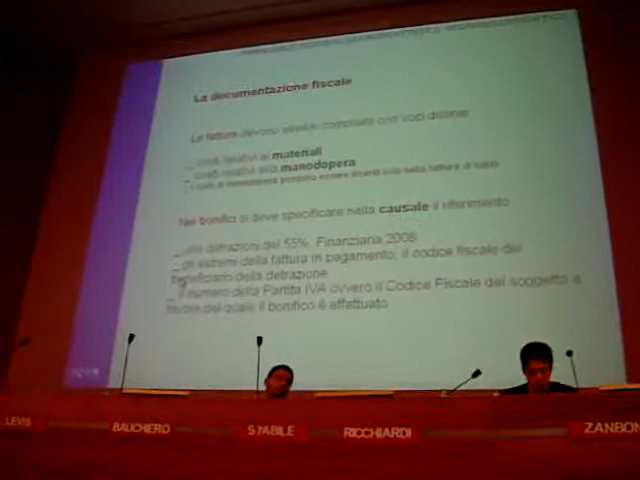 La documentazione fiscale
Le fatture devono essere compilate con voci distinte
_ costi relativi ai materiali
_ costi relativi alla manodopera
Nei bonifici si deve specificare nella causale il riferimento
_ alle detrazioni del 55%, Finanziaria 2008
_ gli estremi della fattura in pagamento, il codice fiscale del
beneficiario della detrazione
_ il numero della Partita IVA ovvero il Codice Fiscale del soggetto a
favore del quale il bonifico è effettuato
LEVIS
BAUCHIERO
STABILE
RICCHIARDI
ZANBON